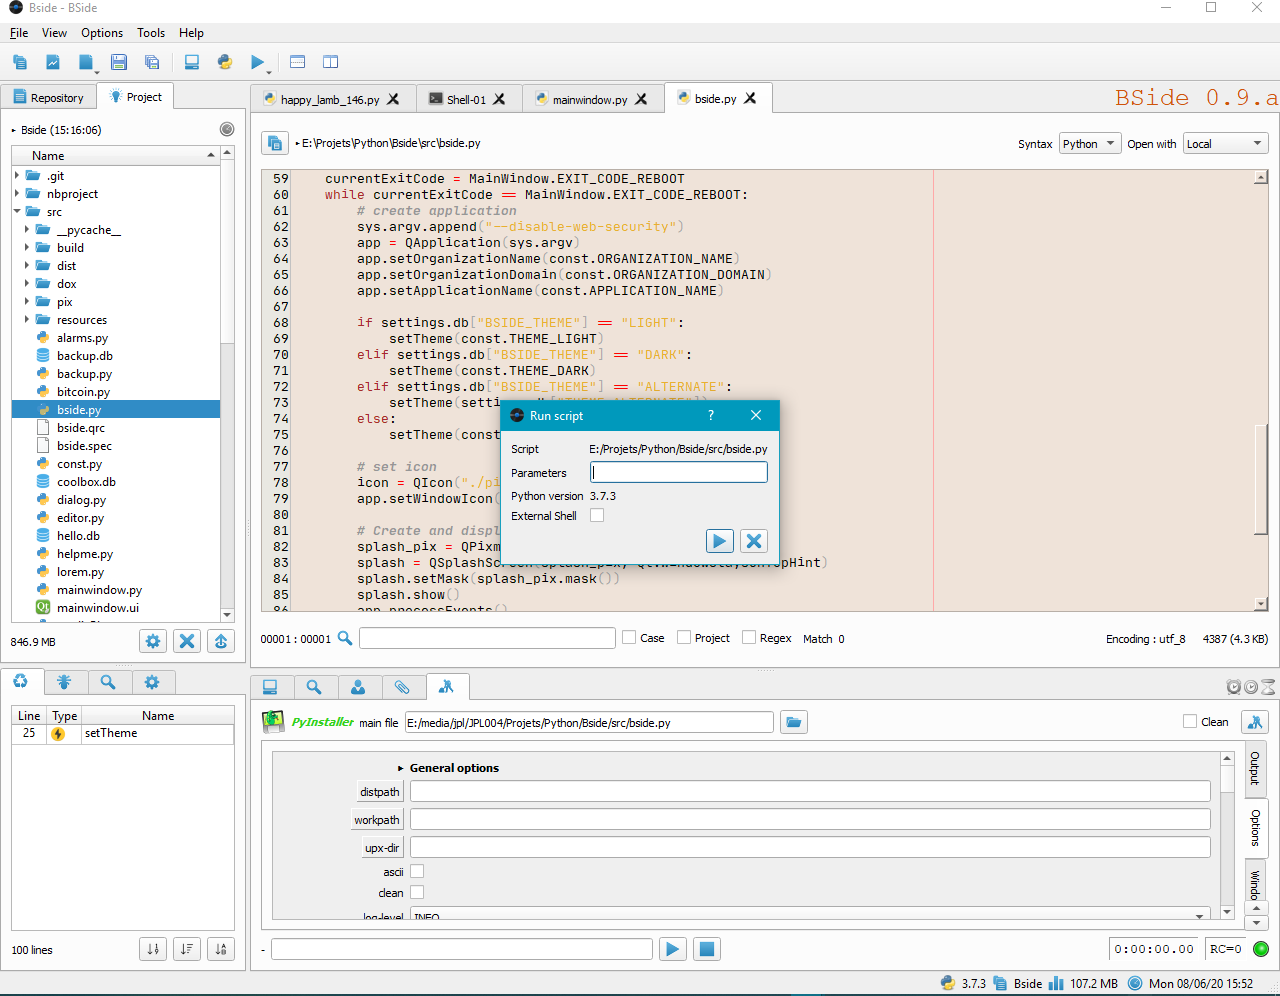 Bside - BSide
File View Options Tools Help
Repository Project
Bside (15:16:06)
Name
.git
nbproject
src
__pycache__
build
dist
dox
pix
resources
alarms.py
backup.db
backup.py
bitcoin.py
bside.py
bside.qrc
bside.spec
const.py
coolbox.db
dialog.py
editor.py
hello.db
helpme.py
lorem.py
mainwindow.py
mainwindow.ui
846.9 MB
Line Type Name
25 setTheme
100 lines
happy_lamb_146.py Shell-01 mainwindow.py bside.py
BSide 0.9.a
E:\Projets\Python\Bside\src\bside.py
Syntax Python Open with Local
59 currentExitCode = MainWindow.EXIT_CODE_REBOOT
60 while currentExitCode == MainWindow.EXIT_CODE_REBOOT:
61 # create application
62 sys.argv.append("--disable-web-security")
63 app = QApplication(sys.argv)
64 app.setOrganizationName(const.ORGANIZATION_NAME)
65 app.setOrganizationDomain(const.ORGANIZATION_DOMAIN)
66 app.setApplicationName(const.APPLICATION_NAME)
67
68 if settings.db["BSIDE_THEME"] == "LIGHT":
69 setTheme(const.THEME_LIGHT)
70 elif settings.db["BSIDE_THEME"] == "DARK":
71 setTheme(const.THEME_DARK)
72 elif settings.db["BSIDE_THEME"] == "ALTERNATE":
73 setTheme(setti
74 else:
75 setTheme(const
76
77 # set icon
78 icon = QIcon("./pi
79 app.setWindowIcon(
80
81 # Create and displ
82 splash_pix = QPixm
83 splash = QSplashScreen(splash_pix, Qt.WindowStaysOnTopHint)
84 splash.setMask(splash_pix.mask())
85 splash.show()
86 app.processEvents()
Run script ?
Script E:/Projets/Python/Bside/src/bside.py
Parameters
Python version 3.7.3
External Shell
00001 : 00001 Case Project Regex Match 0 Encoding : utf_8 4387 (4.3 KB)
PyInstaller main file E:/media/jpl/JPL004/Projets/Python/Bside/src/bside.py Clean
General options
distpath
workpath
upx-dir
ascii
clean
log-level INFO
Output
Options
Windo
- 0:00:00.00 RC=0
3.7.3 Bside 107.2 MB Mon 08/06/20 15:52